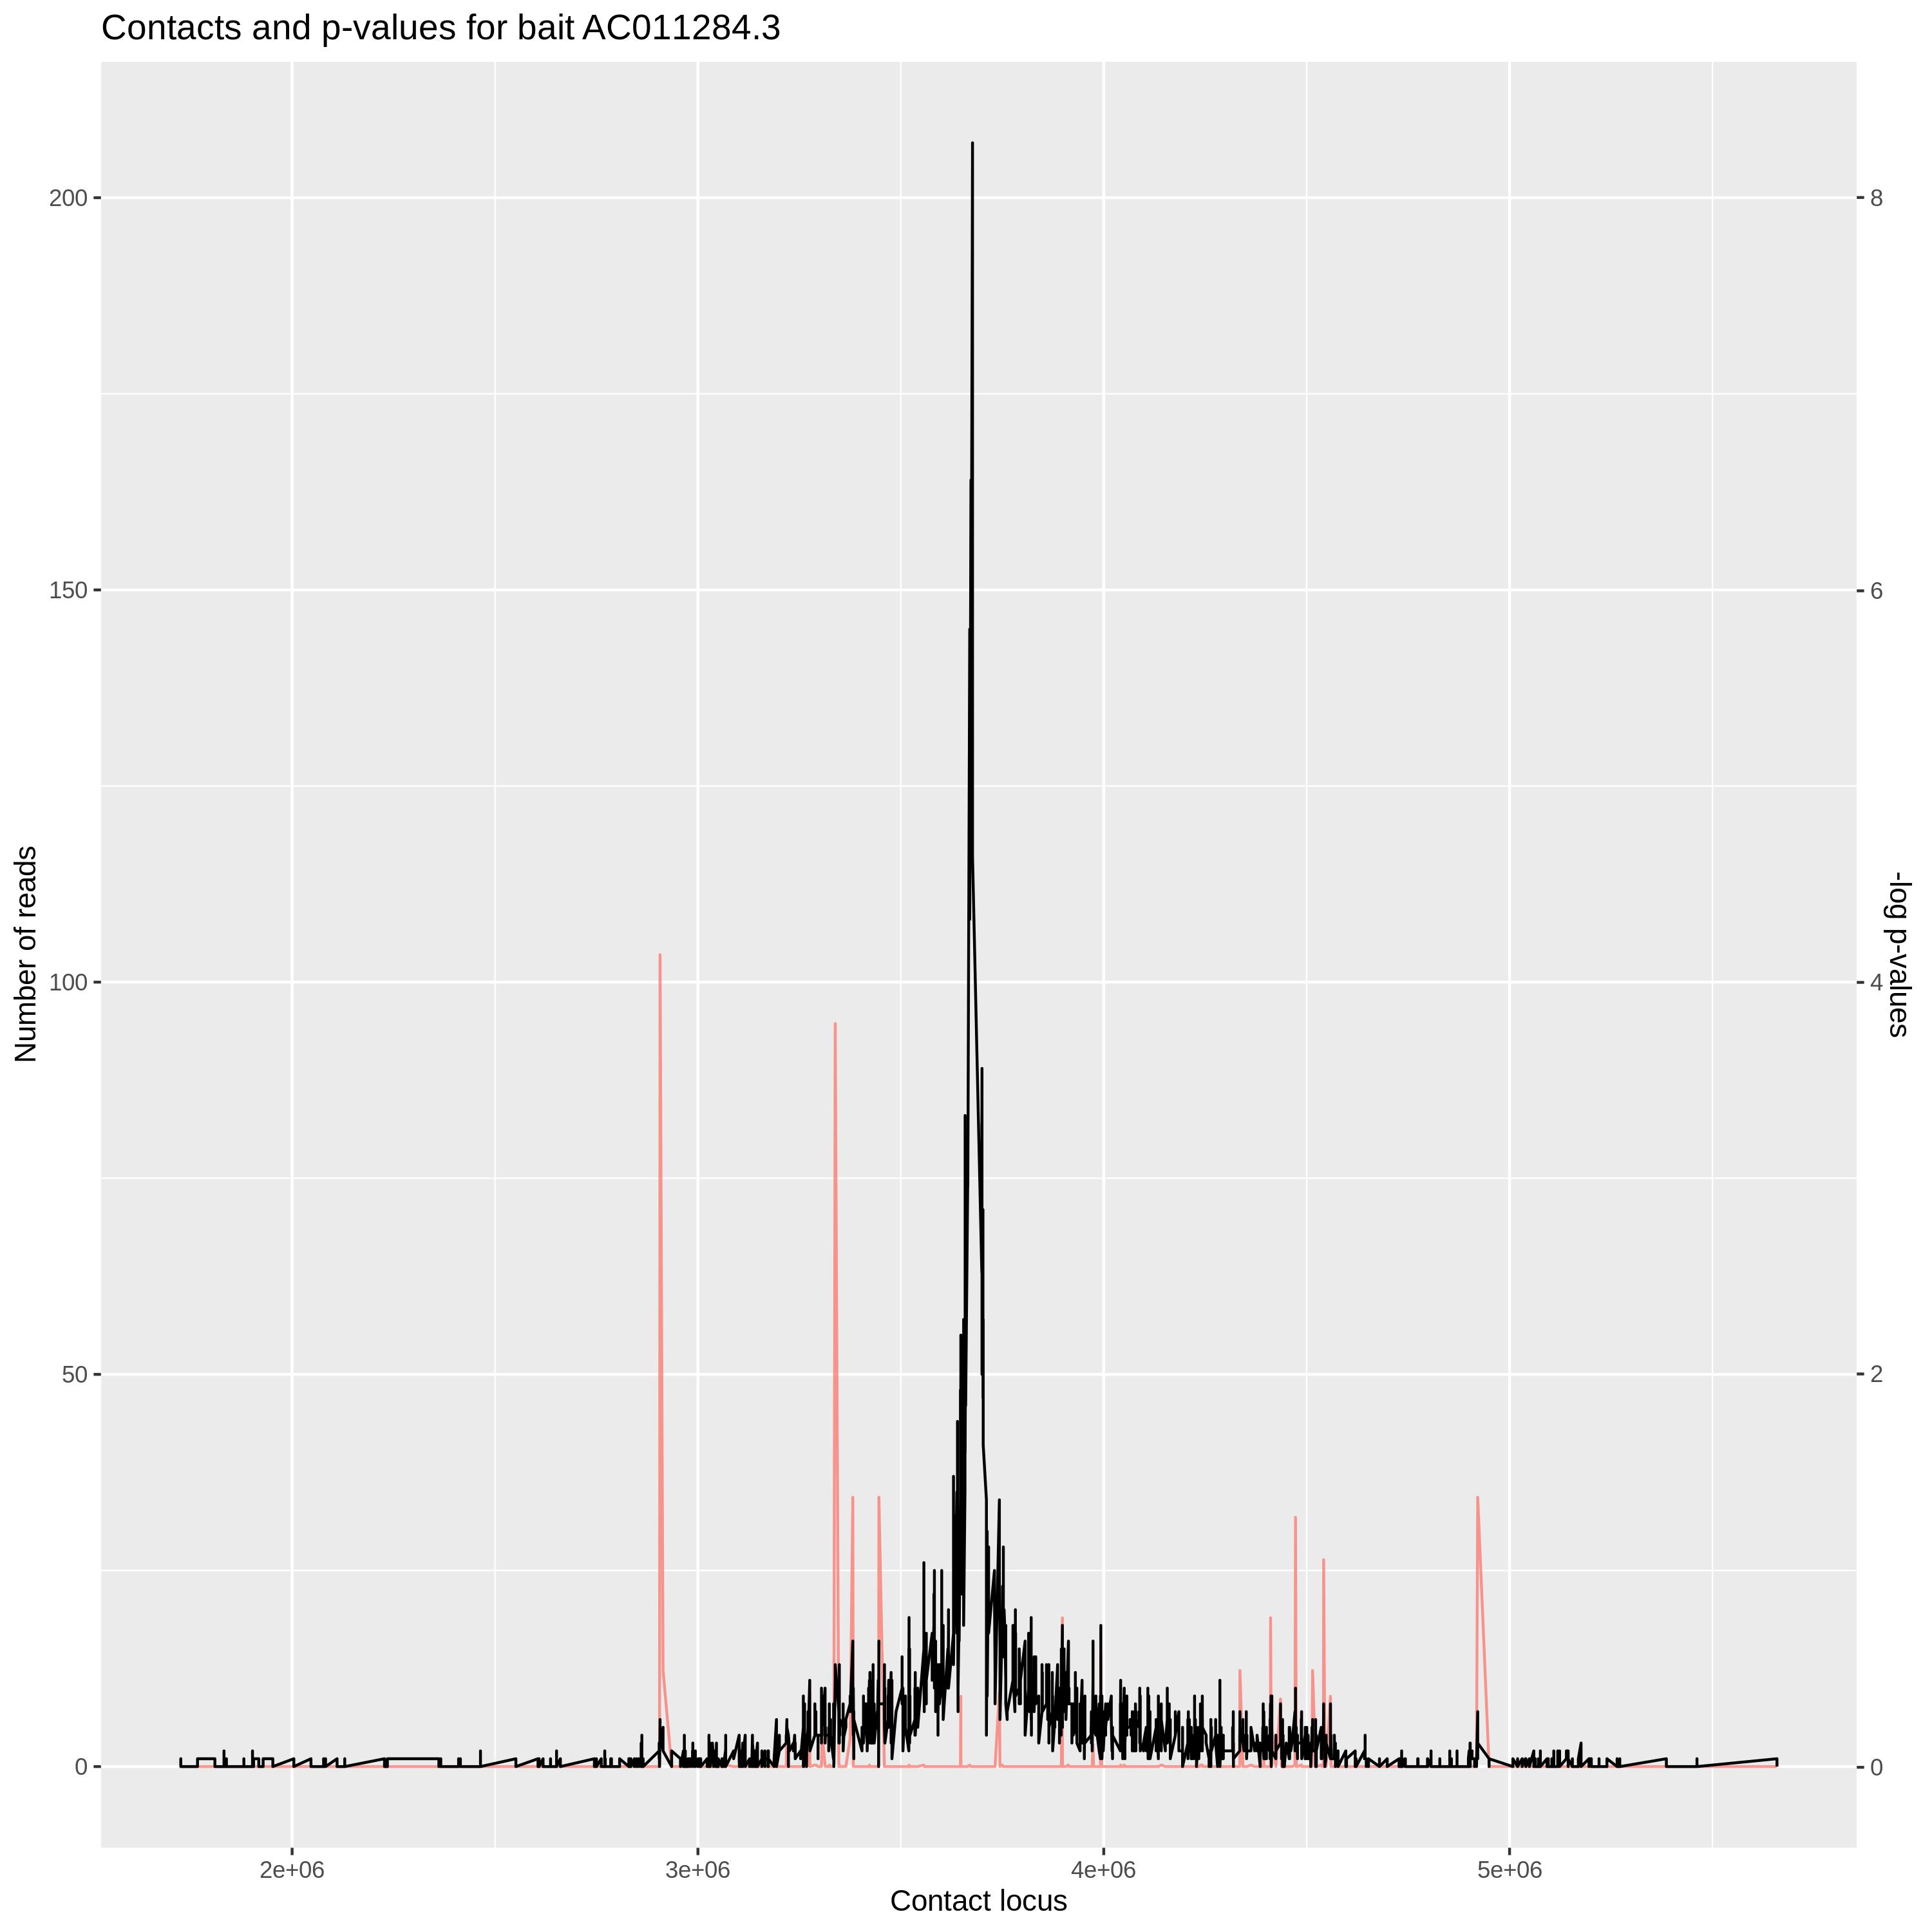 Contacts and p-values for bait AC011284.3
200
150
100
50
0
Number of reads
8
6
4
2
0
-log p-values
2e+06
3e+06
4e+06
5e+06
Contact locus